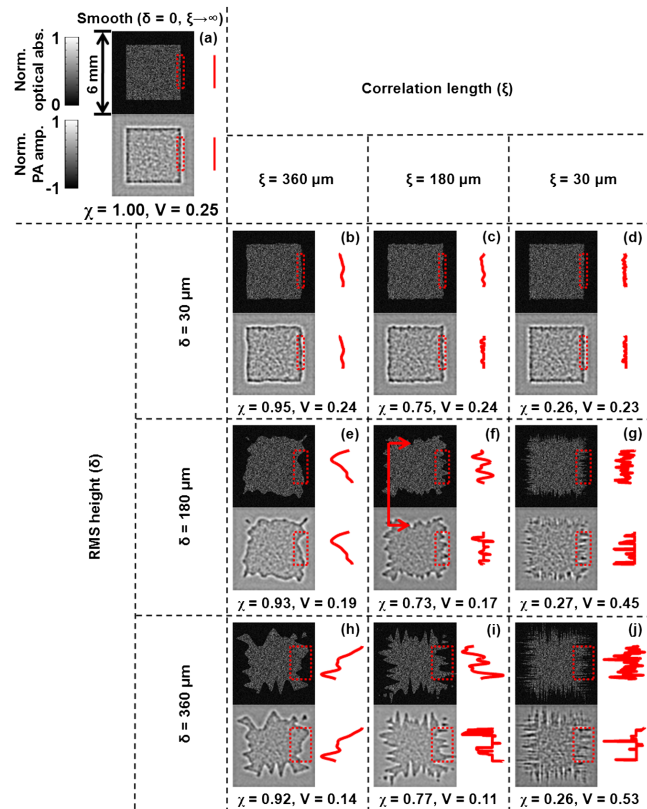 Smooth (δ = 0, ξ→∞)
(a)
1
0
Norm. optical abs.
6 mm
1
-1
Norm. PA amp.
χ = 1.00, V = 0.25
Correlation length (ξ)
ξ = 360 µm
ξ = 180 µm
ξ = 30 µm
RMS height (δ)
δ = 30 µm
(b)
χ = 0.95, V = 0.24
(c)
χ = 0.75, V = 0.24
(d)
χ = 0.26, V = 0.23
δ = 180 µm
(e)
χ = 0.93, V = 0.19
(f)
χ = 0.73, V = 0.17
(g)
χ = 0.27, V = 0.45
δ = 360 µm
(h)
χ = 0.92, V = 0.14
(i)
χ = 0.77, V = 0.11
(j)
χ = 0.26, V = 0.53